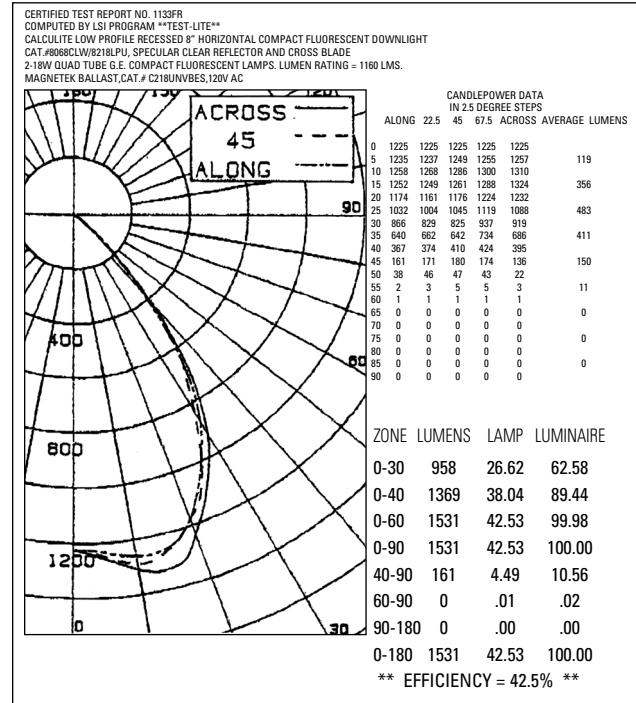 CERTIFIED TEST REPORT NO. 1133FR
COMPUTED BY LSI PROGRAM **TEST-LITE**
CALCULITE LOW PROFILE RECESSED 8" HORIZONTAL COMPACT FLUORESCENT DOWNLIGHT
CAT.#8068CLW/8218LPU, SPECULAR CLEAR REFLECTOR AND CROSS BLADE
2-18W QUAD TUBE G.E. COMPACT FLUORESCENT LAMPS. LUMEN RATING = 1160 LMS.
MAGNETEK BALLAST,CAT.# C218UNVBES,120V AC
180 150 120
ACROSS
45
ALONG
90
400
60
800
1200
0 30
CANDLEPOWER DATA
IN 2.5 DEGREE STEPS
ALONG 22.5 45 67.5 ACROSS AVERAGE LUMENS
0 1225 1225 1225 1225 1225
5 1235 1237 1249 1255 1257 119
10 1258 1268 1286 1300 1310
15 1252 1249 1261 1288 1324 356
20 1174 1161 1176 1224 1232
25 1032 1004 1045 1119 1088 483
30 866 829 825 937 919
35 640 662 642 734 686 411
40 367 374 410 424 395
45 161 171 180 174 136 150
50 38 46 47 43 22
55 2 3 5 5 3 11
60 1 1 1 1 1
65 0 0 0 0 0 0
70 0 0 0 0 0
75 0 0 0 0 0 0
80 0 0 0 0 0
85 0 0 0 0 0 0
90 0 0 0 0 0
ZONE LUMENS LAMP LUMINAIRE
0-30 958 26.62 62.58
0-40 1369 38.04 89.44
0-60 1531 42.53 99.98
0-90 1531 42.53 100.00
40-90 161 4.49 10.56
60-90 0 .01 .02
90-180 0 .00 .00
0-180 1531 42.53 100.00
** EFFICIENCY = 42.5% **